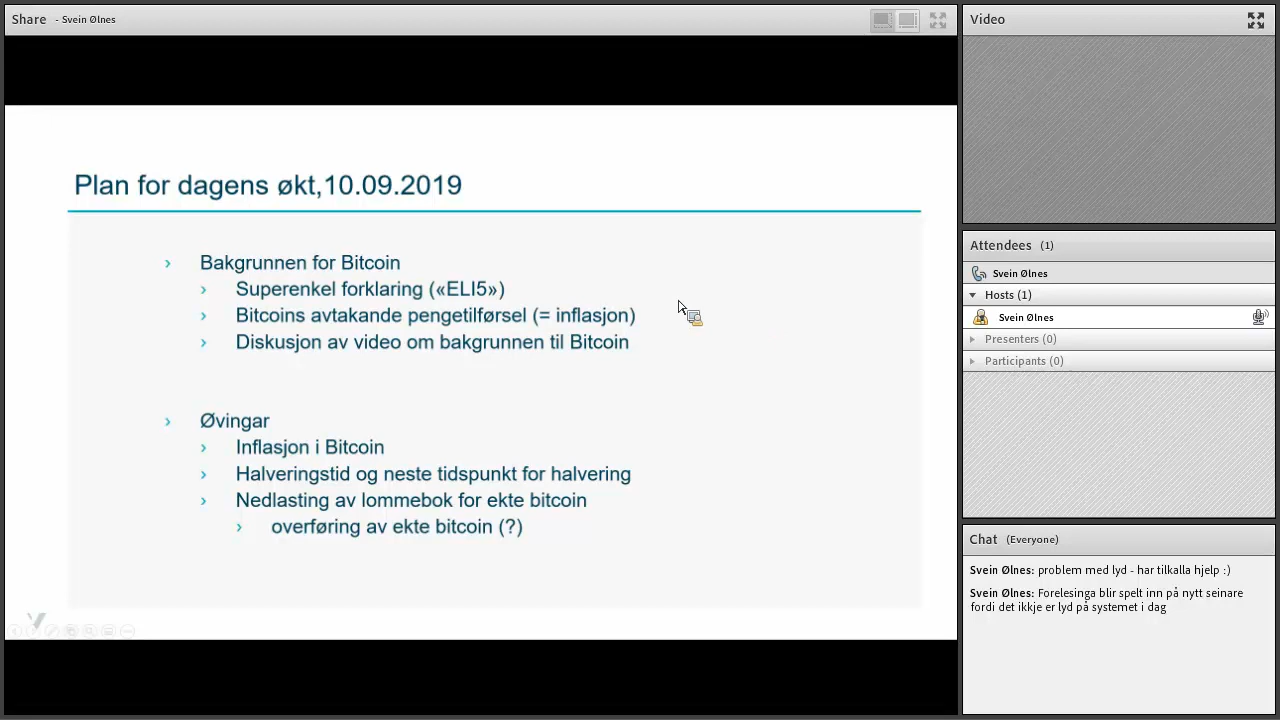 Share - Svein Ølnes
Plan for dagens økt,10.09.2019
› Bakgrunnen for Bitcoin
› Superenkel forklaring («ELI5»)
› Bitcoins avtakande pengetilførsel (= inflasjon)
› Diskusjon av video om bakgrunnen til Bitcoin
› Øvingar
› Inflasjon i Bitcoin
› Halveringstid og neste tidspunkt for halvering
› Nedlasting av lommebok for ekte bitcoin
› overføring av ekte bitcoin (?)
Video
Attendees (1)
Svein Ølnes
Hosts (1)
Svein Ølnes
Presenters (0)
Participants (0)
Chat (Everyone)
Svein Ølnes: problem med lyd - har tilkalla hjelp :)
Svein Ølnes: Forelesinga blir spelt inn på nytt seinare
fordi det ikkje er lyd på systemet i dag